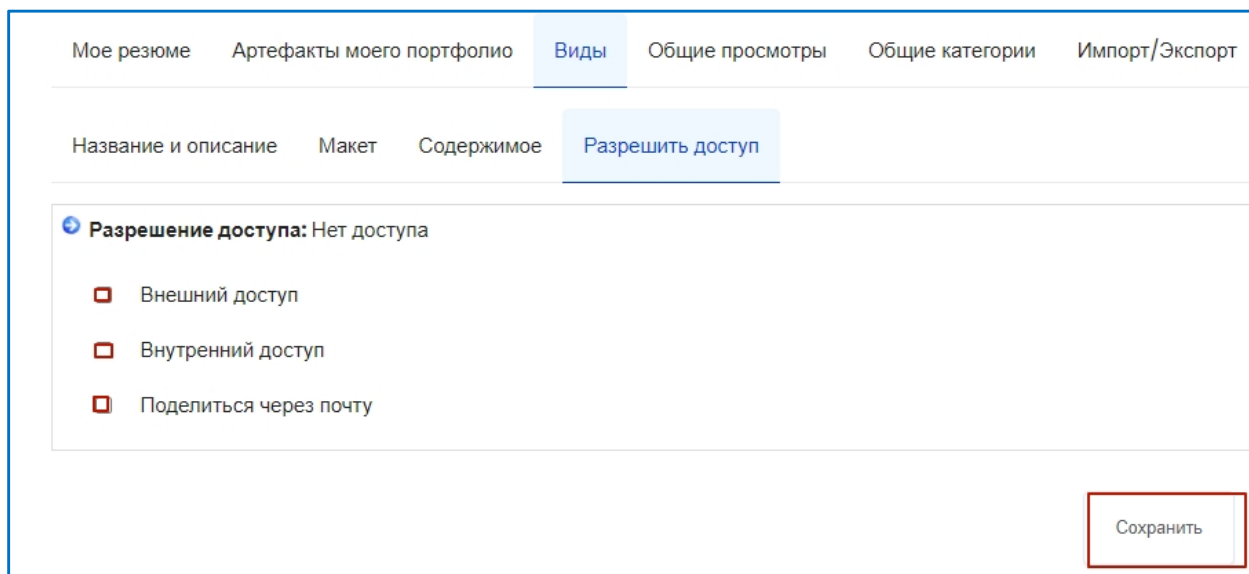 Мое резюме Артефакты моего портфолио Виды Общие просмотры Общие категории Импорт/Экспорт
Название и описание Макет Содержимое Разрешить доступ
Разрешение доступа: Нет доступа
Внешний доступ
Внутренний доступ
Поделиться через почту
Сохранить